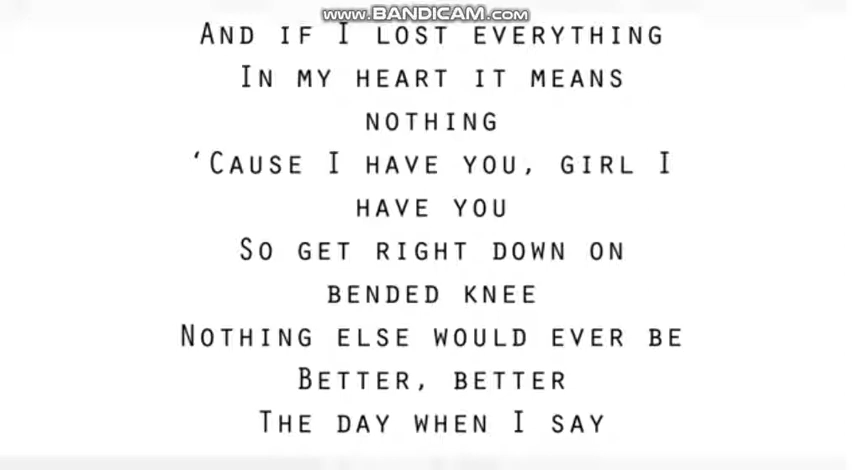 www.BANDICAM.com
AND IF I LOST EVERYTHING
IN MY HEART IT MEANS
NOTHING
‘CAUSE I HAVE YOU, GIRL I
HAVE YOU
SO GET RIGHT DOWN ON
BENDED KNEE
NOTHING ELSE WOULD EVER BE
BETTER, BETTER
THE DAY WHEN I SAY